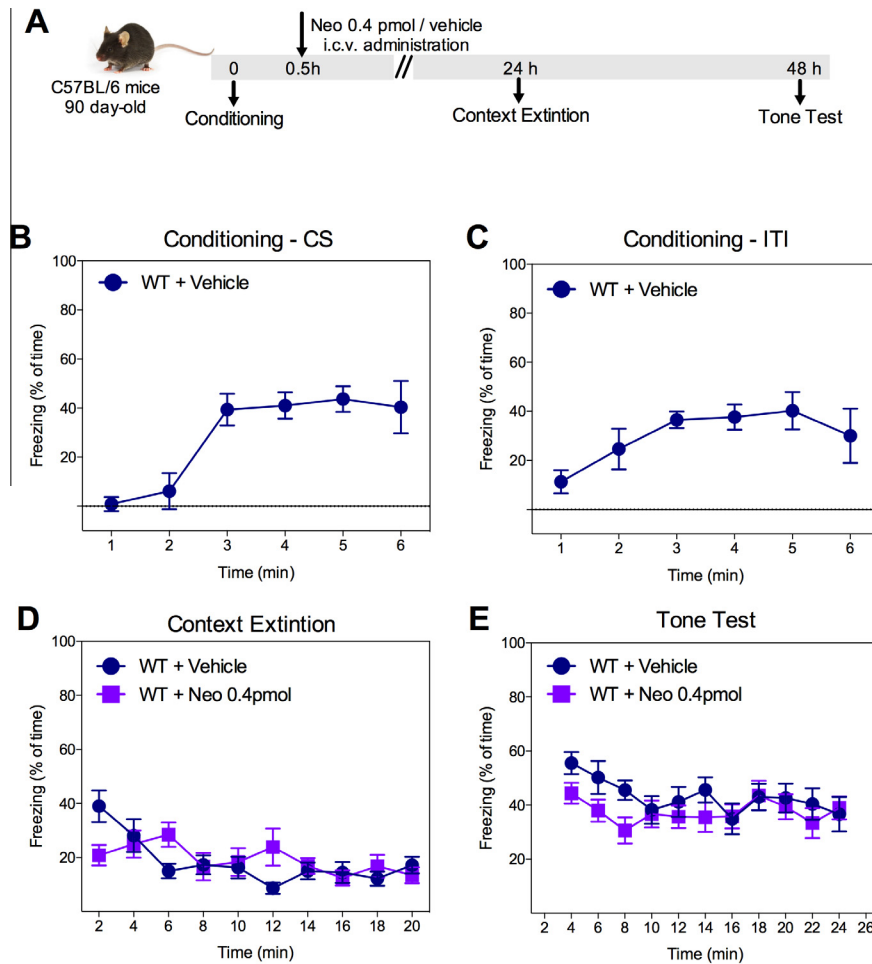 A
Neo 0.4 pmol / vehicle
i.c.v. administration
0
0.5h
//
24 h
48 h
C57BL/6 mice
90 day-old
Conditioning
Context Extintion
Tone Test
B
Conditioning - CS
WT + Vehicle
Freezing (% of time)
100
80
60
40
20
1 2 3 4 5 6
Time (min)
C
Conditioning - ITI
WT + Vehicle
Freezing (% of time)
100
80
60
40
20
1 2 3 4 5 6
Time (min)
D
Context Extintion
WT + Vehicle
WT + Neo 0.4pmol
Freezing (% of time)
100
80
60
40
20
2 4 6 8 10 12 14 16 18 20
Time (min)
E
Tone Test
WT + Vehicle
WT + Neo 0.4pmol
Freezing (% of time)
100
80
60
40
20
2 4 6 8 10 12 14 16 18 20 22 24 26
Time (min)